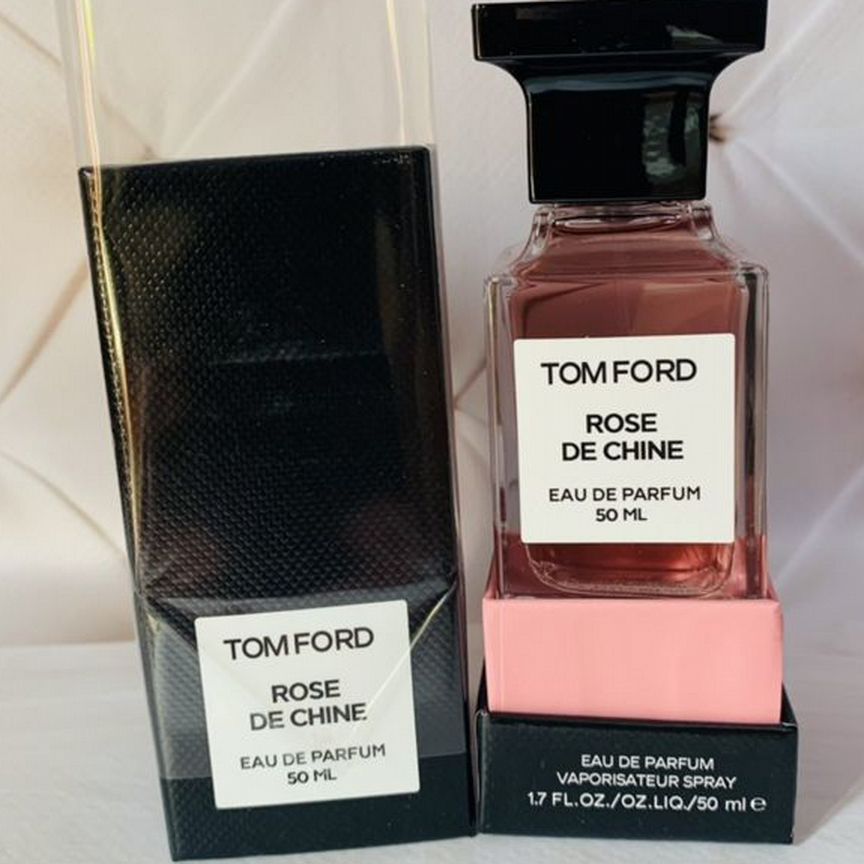 TOM FORD
ROSE
DE CHINE
EAU DE PARFUM
50 ML
TOM FORD
ROSE
DE CHINE
EAU DE PARFUM
50 ML
EAU DE PARFUM
VAPORISATEUR SPRAY
1.7 FL.OZ./OZ.LIQ./50 ml ℮